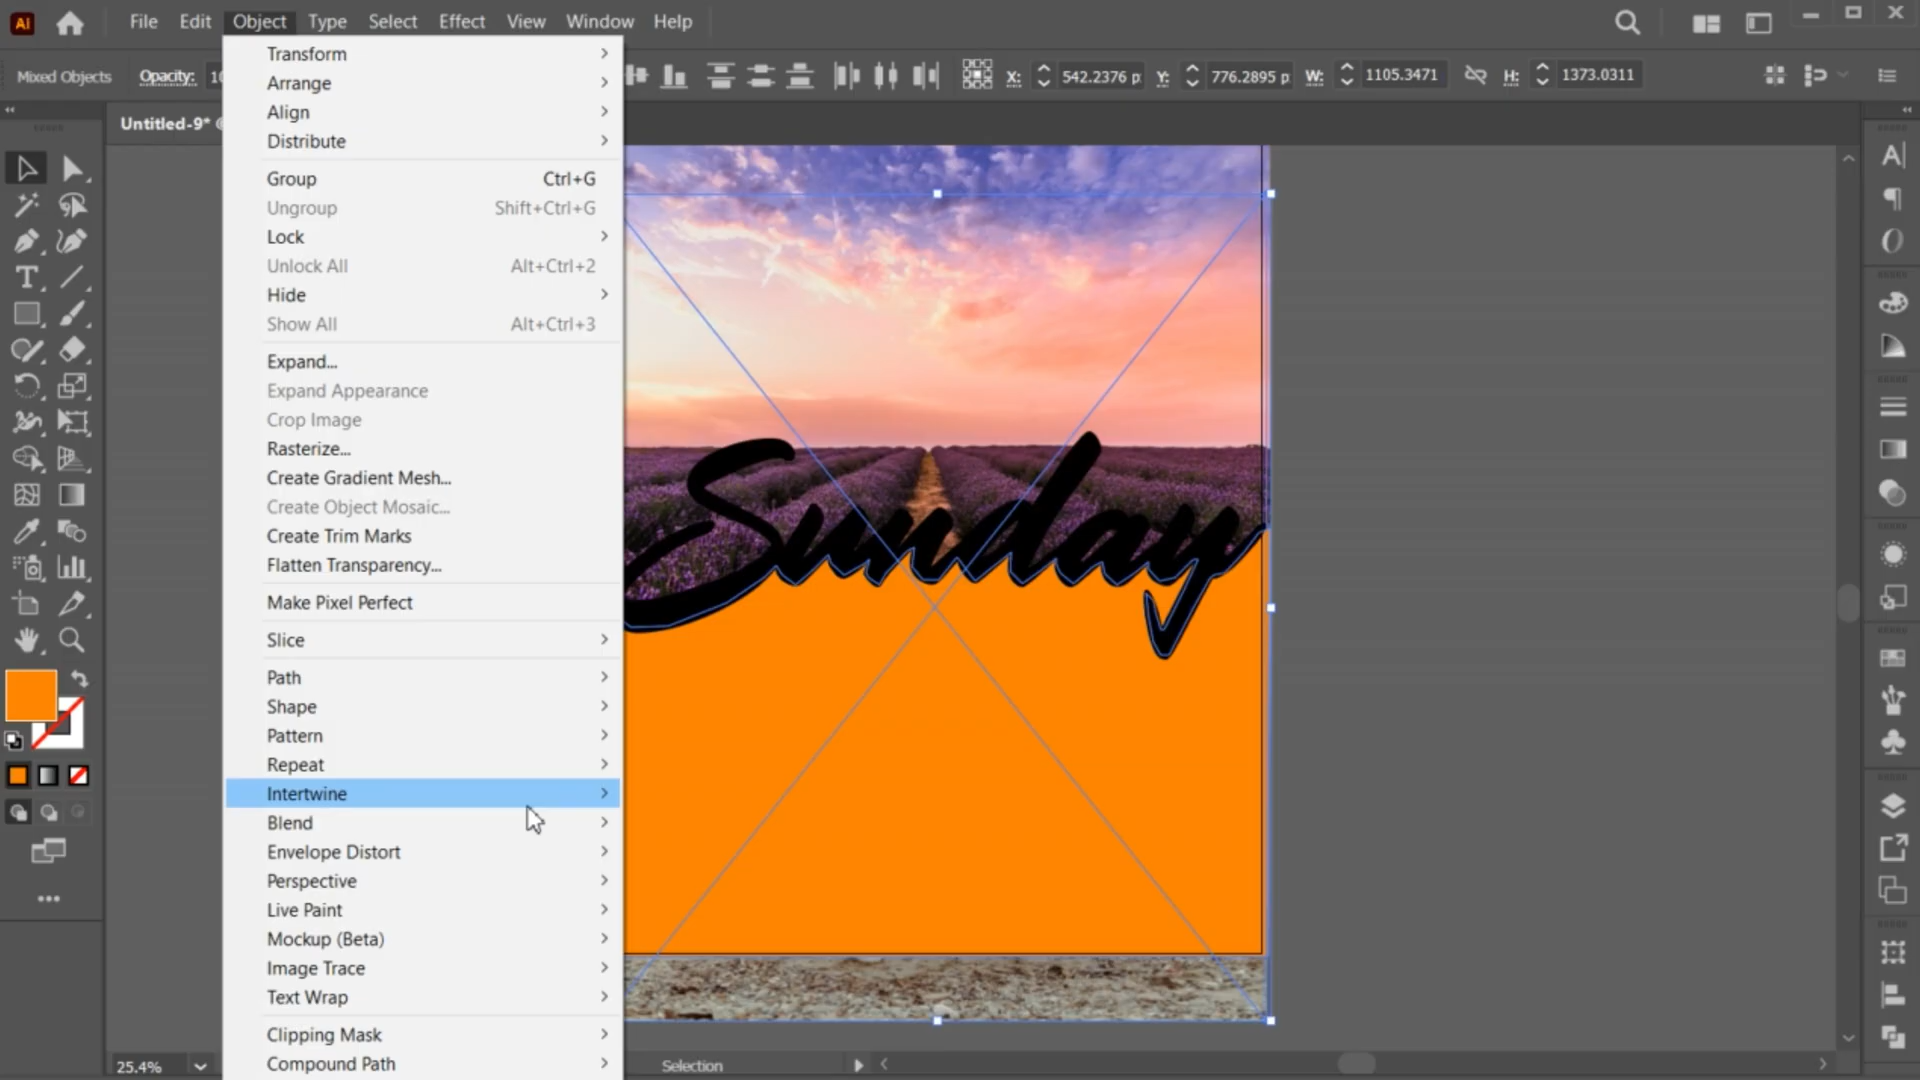 Ai File Edit Object Type Select Effect View Window Help
Mixed Objects Opacity: 10 X: 542.2376 p Y: 776.2895 p W: 1105.3471 H: 1373.0311
Untitled-9*
Transform
Arrange
Align
Distribute
Group Ctrl+G
Ungroup Shift+Ctrl+G
Lock
Unlock All Alt+Ctrl+2
Hide
Show All Alt+Ctrl+3
Expand...
Expand Appearance
Crop Image
Rasterize...
Create Gradient Mesh...
Create Object Mosaic...
Create Trim Marks
Flatten Transparency...
Make Pixel Perfect
Slice
Path
Shape
Pattern
Repeat
Intertwine
Blend
Envelope Distort
Perspective
Live Paint
Mockup (Beta)
Image Trace
Text Wrap
Clipping Mask
Compound Path
Sunday
25.4% Selection